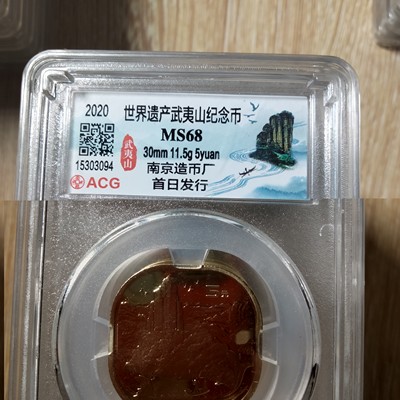 2020
世界遗产武夷山纪念币
MS68
武夷山
30mm 11.5g 5yuan
15303094
南京造币厂
ACG
首日发行